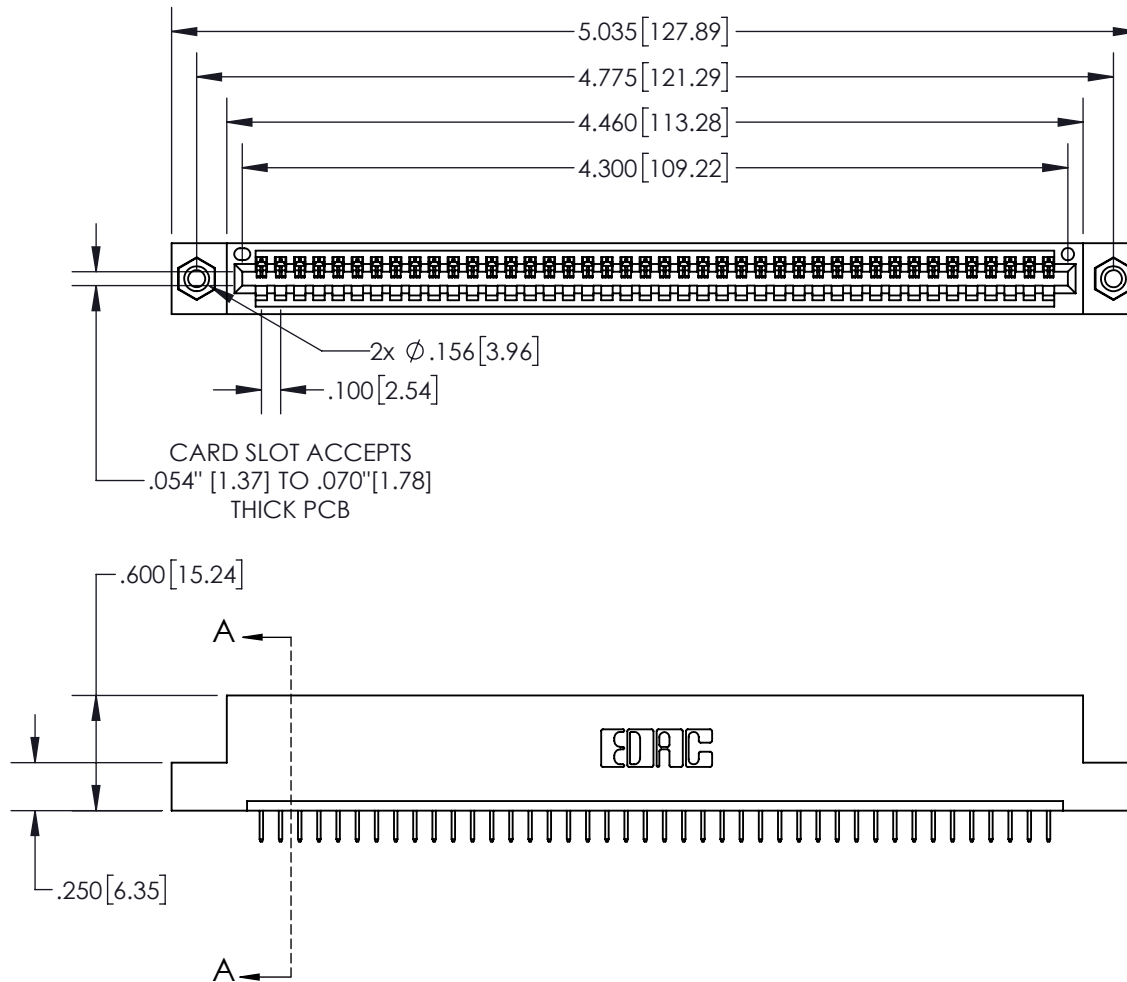 5.035[127.89]
4.775[121.29]
4.460[113.28]
4.300[109.22]
2x Ø.156[3.96]
.100[2.54]
CARD SLOT ACCEPTS
.054" [1.37] TO .070"[1.78]
THICK PCB
.600[15.24]
A
EDAC
.250[6.35]
A